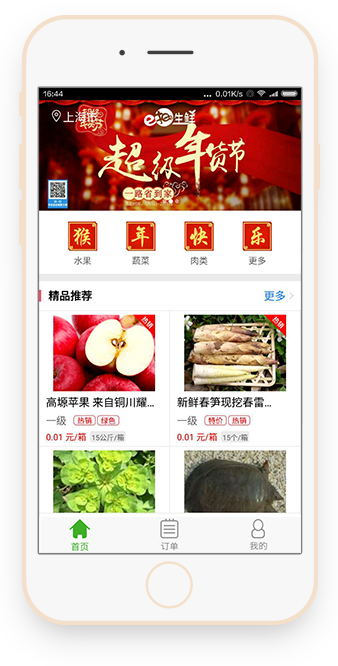 16:44
... 0.01K/s
上海
生鲜
超级年货节
一路省到家
猴 年 快 乐
水果 蔬菜 肉类 更多
精品推荐 更多
热销 热销
高塬苹果 来自铜川耀... 新鲜春笋现挖春雷...
一级 热销 绿色 一级 特价 热销
0.01 元/箱 15公斤/箱 0.01 元/箱 15个/箱
首页 订单 我的